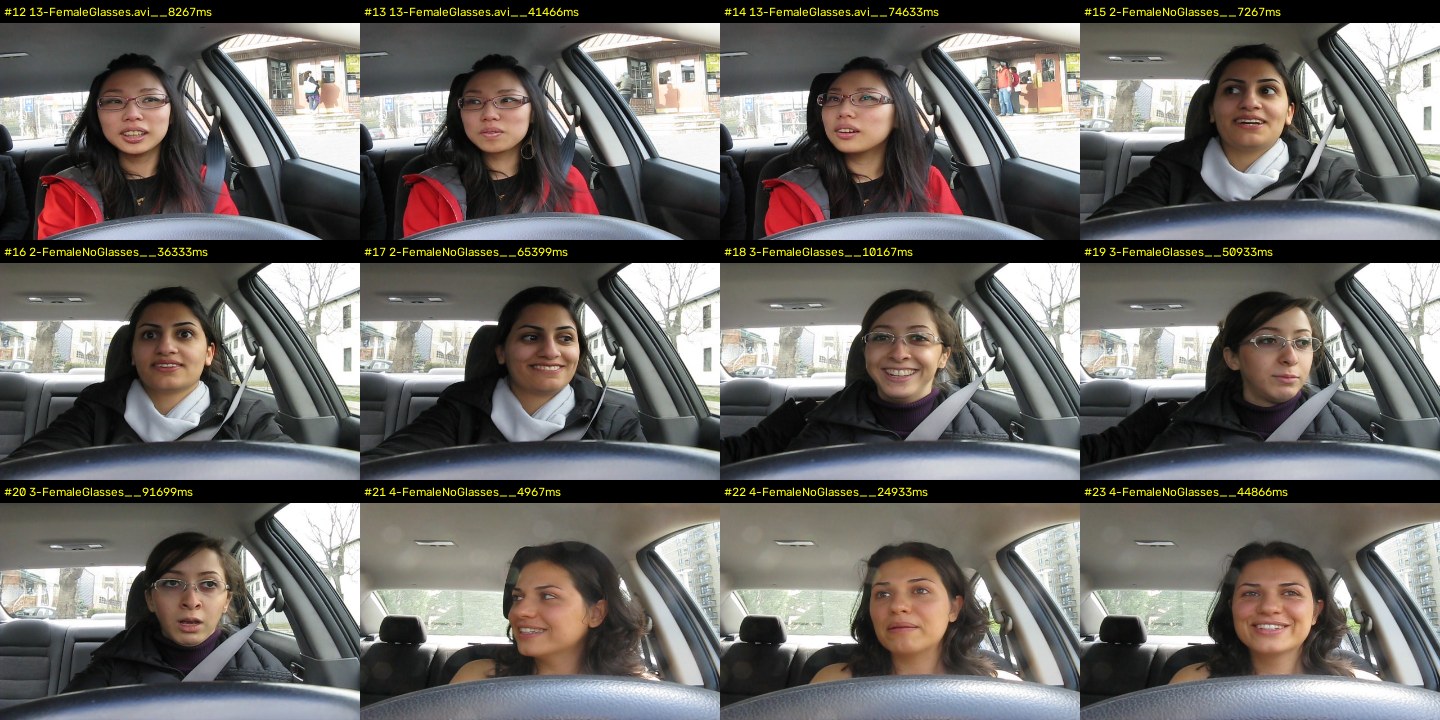 #12 13-FemaleGlasses.avi__8267ms
#13 13-FemaleGlasses.avi__41466ms
#14 13-FemaleGlasses.avi__74633ms
#15 2-FemaleNoGlasses__7267ms
#16 2-FemaleNoGlasses__36333ms
#17 2-FemaleNoGlasses__65399ms
#18 3-FemaleGlasses__10167ms
#19 3-FemaleGlasses__50933ms
#20 3-FemaleGlasses__91699ms
#21 4-FemaleNoGlasses__4967ms
#22 4-FemaleNoGlasses__24933ms
#23 4-FemaleNoGlasses__44866ms